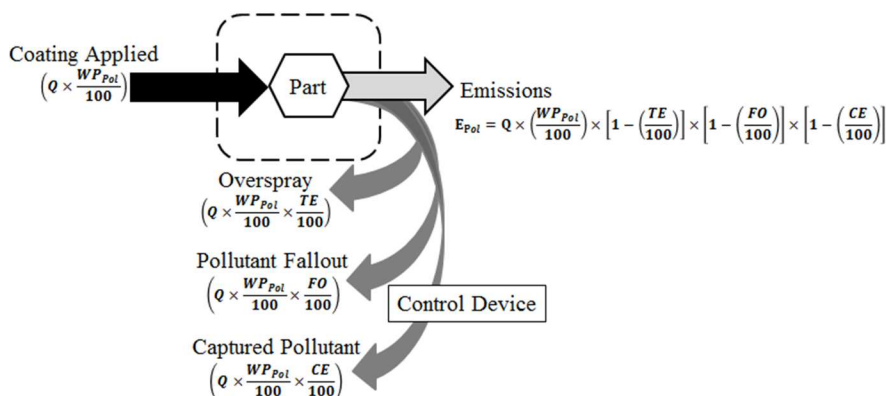 Coating Applied
(Q × WP_Pol/100)
Part
Emissions
E_Pol = Q × (WP_Pol/100) × [1 − (TE/100)] × [1 − (FO/100)] × [1 − (CE/100)]
Overspray
(Q × WP_Pol/100 × TE/100)
Pollutant Fallout
(Q × WP_Pol/100 × FO/100)
Control Device
Captured Pollutant
(Q × WP_Pol/100 × CE/100)